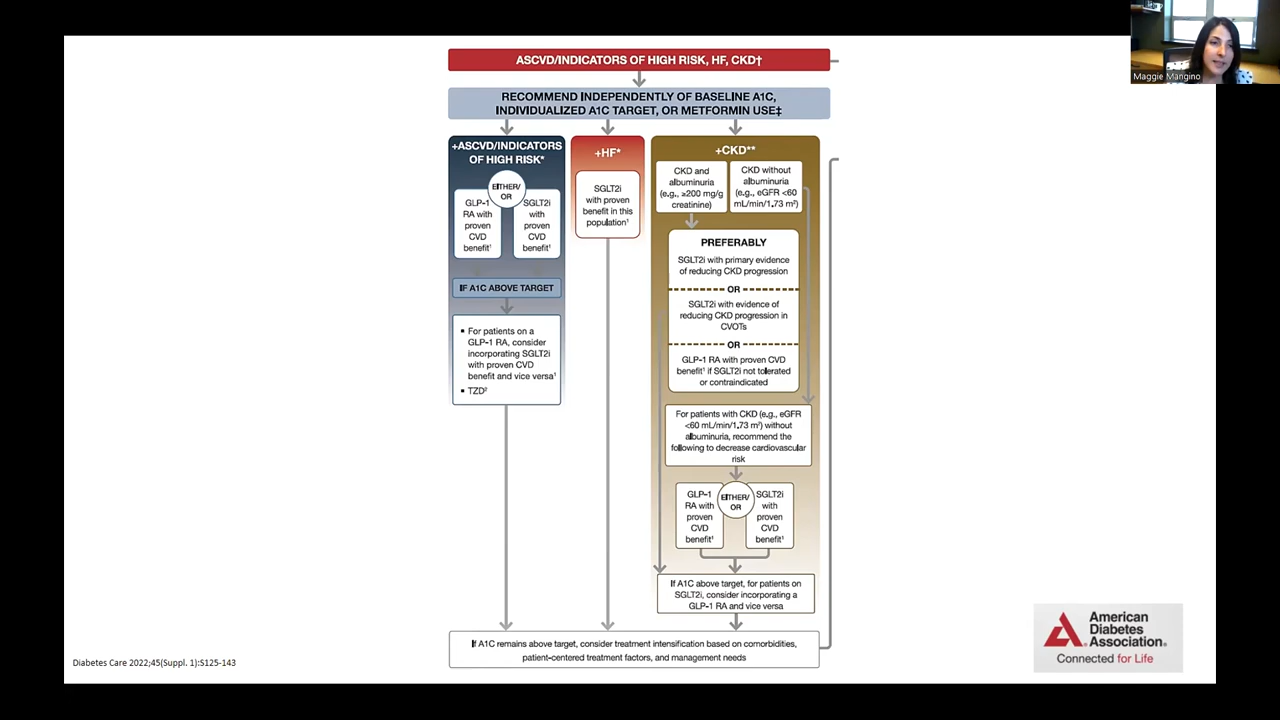 Maggie Mangino
ASCVD/INDICATORS OF HIGH RISK, HF, CKD†
RECOMMEND INDEPENDENTLY OF BASELINE A1C,
INDIVIDUALIZED A1C TARGET, OR METFORMIN USE‡
+ASCVD/INDICATORS
OF HIGH RISK*
EITHER/
OR
GLP-1
RA with
proven
CVD
benefit¹
SGLT2i
with
proven
CVD
benefit¹
IF A1C ABOVE TARGET
▪ For patients on a
GLP-1 RA, consider
incorporating SGLT2i
with proven CVD
benefit and vice versa¹
▪ TZD²
+HF*
SGLT2i
with proven
benefit in this
population¹
+CKD**
CKD and
albuminuria
(e.g., ≥200 mg/g
creatinine)
CKD without
albuminuria
(e.g., eGFR <60
mL/min/1.73 m²)
PREFERABLY
SGLT2i with primary evidence
of reducing CKD progression
OR
SGLT2i with evidence of
reducing CKD progression in
CVOTs
OR
GLP-1 RA with proven CVD
benefit¹ if SGLT2i not tolerated
or contraindicated
For patients with CKD (e.g., eGFR
<60 mL/min/1.73 m²) without
albuminuria, recommend the
following to decrease cardiovascular
risk
GLP-1
RA with
proven
CVD
benefit¹
EITHER/
OR
SGLT2i
with
proven
CVD
benefit¹
If A1C above target, for patients on
SGLT2i, consider incorporating a
GLP-1 RA and vice versa
If A1C remains above target, consider treatment intensification based on comorbidities,
patient-centered treatment factors, and management needs
Diabetes Care 2022;45(Suppl. 1):S125-143
American
Diabetes
Association®
Connected for Life